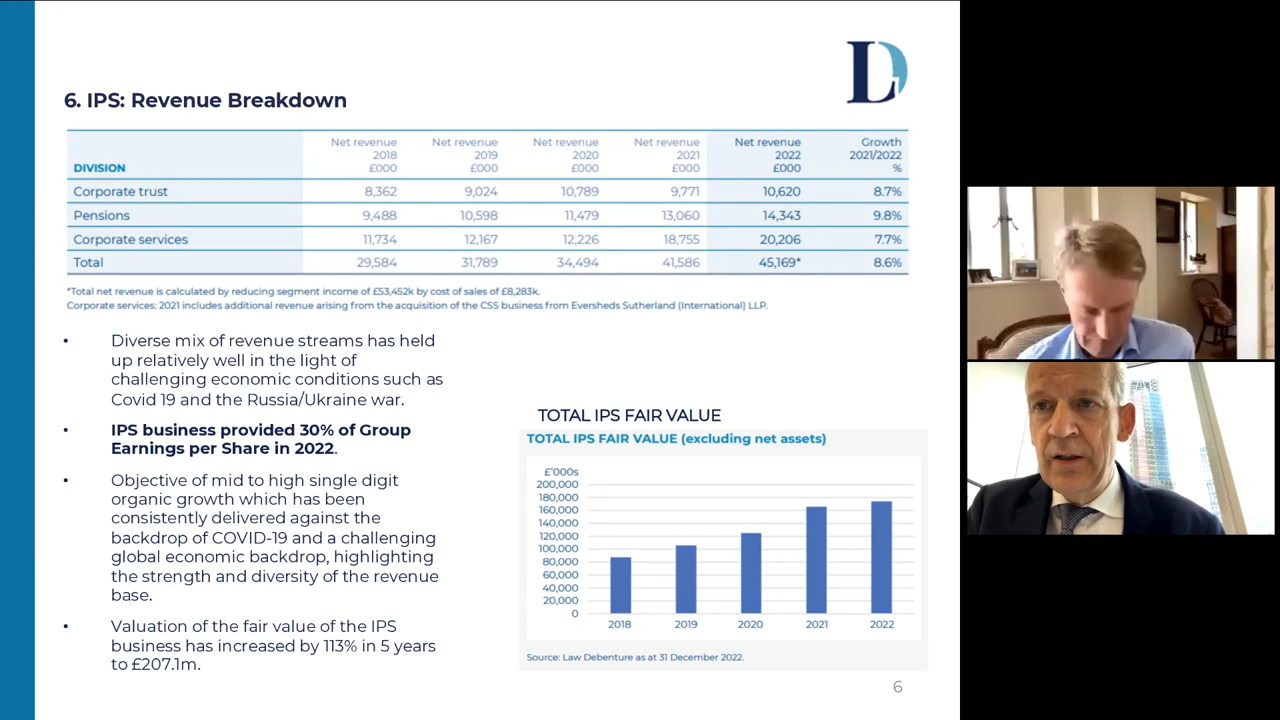 LD
6. IPS: Revenue Breakdown
DIVISION Net revenue 2018 £000 Net revenue 2019 £000 Net revenue 2020 £000 Net revenue 2021 £000 Net revenue 2022 £000 Growth 2021/2022 %
Corporate trust 8,362 9,024 10,789 9,771 10,620 8.7%
Pensions 9,488 10,598 11,479 13,060 14,343 9.8%
Corporate services 11,734 12,167 12,226 18,755 20,206 7.7%
Total 29,584 31,789 34,494 41,586 45,169* 8.6%
*Total net revenue is calculated by reducing segment income of £53,452k by cost of sales of £8,283k.
Corporate services: 2021 includes additional revenue arising from the acquisition of the CSS business from Eversheds Sutherland (International) LLP.
• Diverse mix of revenue streams has held
up relatively well in the light of
challenging economic conditions such as
Covid 19 and the Russia/Ukraine war.
• IPS business provided 30% of Group
Earnings per Share in 2022.
• Objective of mid to high single digit
organic growth which has been
consistently delivered against the
backdrop of COVID-19 and a challenging
global economic backdrop, highlighting
the strength and diversity of the revenue
base.
• Valuation of the fair value of the IPS
business has increased by 113% in 5 years
to £207.1m.
TOTAL IPS FAIR VALUE
TOTAL IPS FAIR VALUE (excluding net assets)
£'000s
200,000
180,000
160,000
140,000
120,000
100,000
80,000
60,000
40,000
20,000
0
2018 2019 2020 2021 2022
Source: Law Debenture as at 31 December 2022.
6